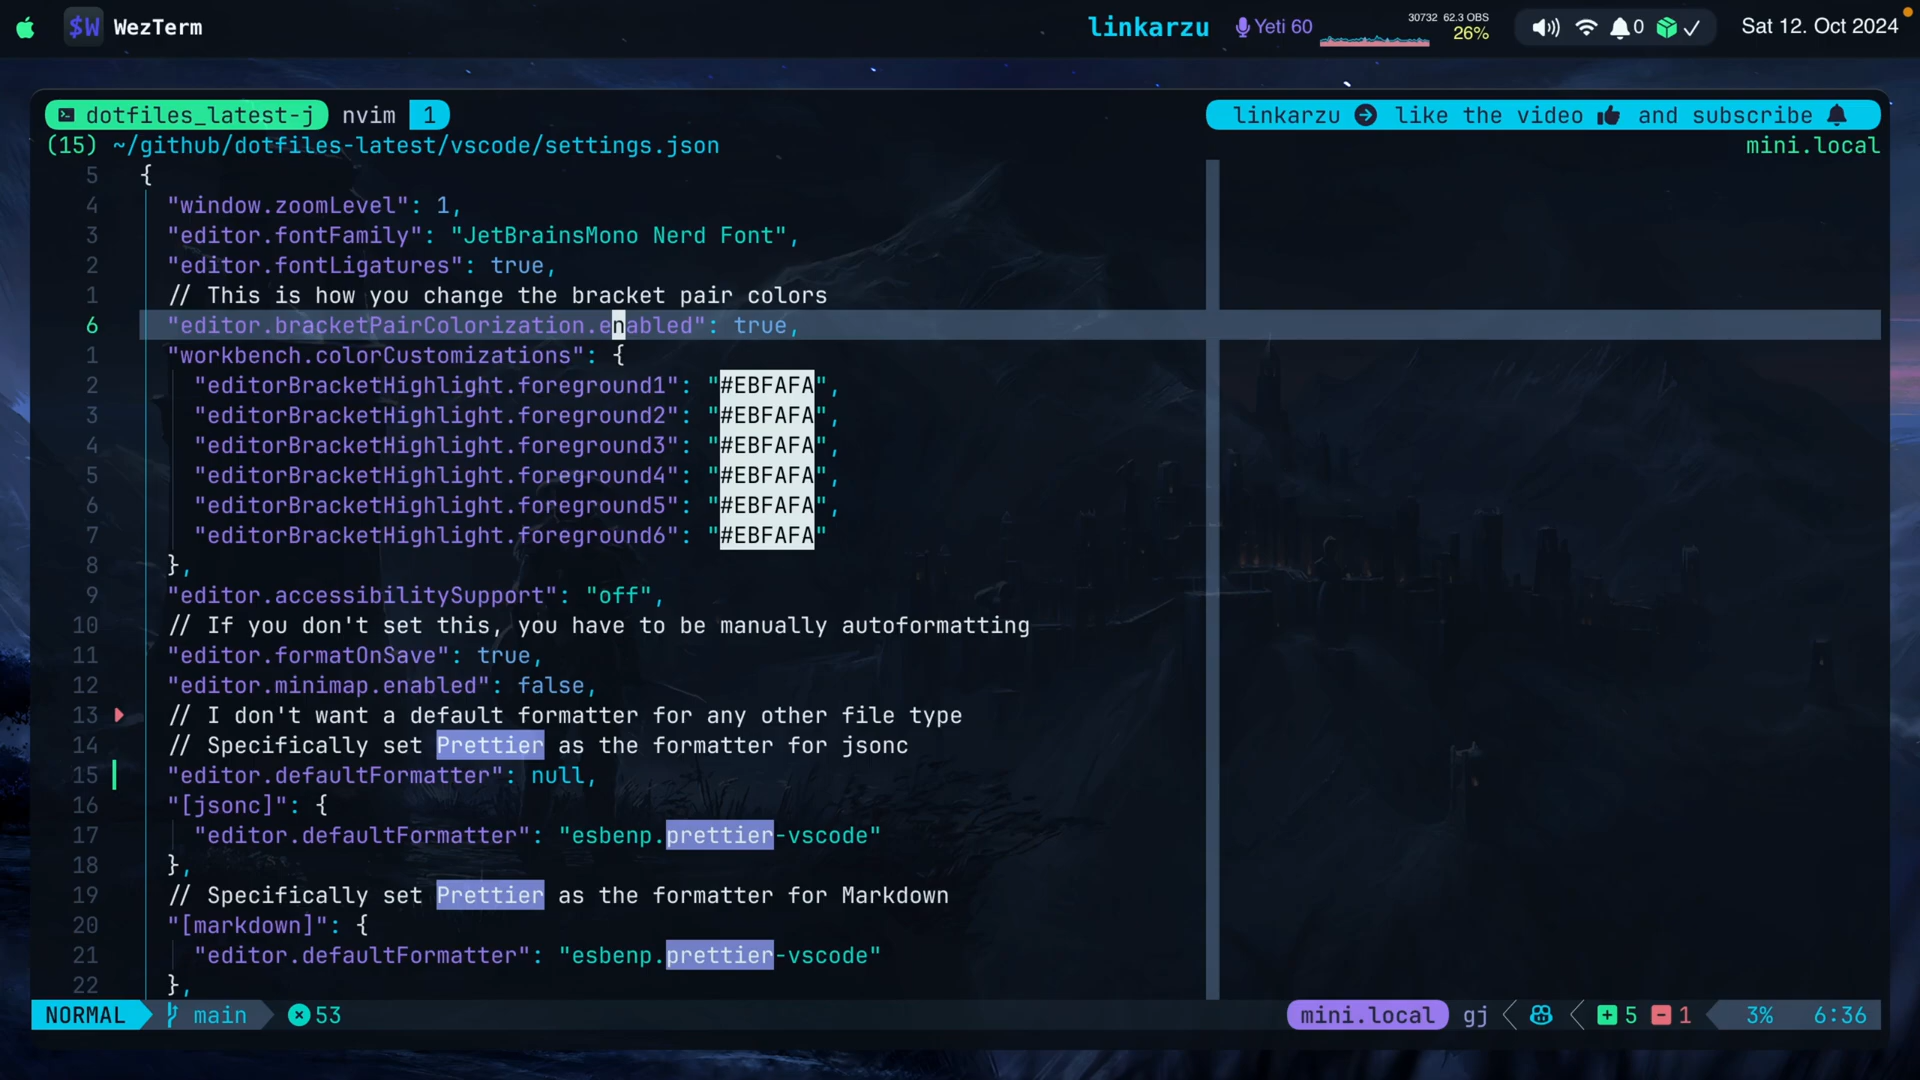 $W WezTerm linkarzu Yeti 60 30732 62.3 OBS 26% 0 Sat 12. Oct 2024
dotfiles_latest-j nvim 1 linkarzu like the video and subscribe
(15) ~/github/dotfiles-latest/vscode/settings.json mini.local
5 {
4 "window.zoomLevel": 1,
3 "editor.fontFamily": "JetBrainsMono Nerd Font",
2 "editor.fontLigatures": true,
1 // This is how you change the bracket pair colors
6 "editor.bracketPairColorization.enabled": true,
1 "workbench.colorCustomizations": {
2 "editorBracketHighlight.foreground1": "#EBFAFA",
3 "editorBracketHighlight.foreground2": "#EBFAFA",
4 "editorBracketHighlight.foreground3": "#EBFAFA",
5 "editorBracketHighlight.foreground4": "#EBFAFA",
6 "editorBracketHighlight.foreground5": "#EBFAFA",
7 "editorBracketHighlight.foreground6": "#EBFAFA"
8 },
9 "editor.accessibilitySupport": "off",
10 // If you don't set this, you have to be manually autoformatting
11 "editor.formatOnSave": true,
12 "editor.minimap.enabled": false,
13 // I don't want a default formatter for any other file type
14 // Specifically set Prettier as the formatter for jsonc
15 "editor.defaultFormatter": null,
16 "[jsonc]": {
17 "editor.defaultFormatter": "esbenp.prettier-vscode"
18 },
19 // Specifically set Prettier as the formatter for Markdown
20 "[markdown]": {
21 "editor.defaultFormatter": "esbenp.prettier-vscode"
22 },
NORMAL main 53 mini.local gj 5 1 3% 6:36